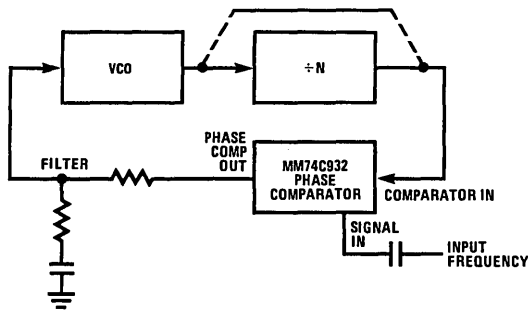 VCO
÷N
PHASE
COMP
OUT
MM74C932
PHASE
COMPARATOR
FILTER
COMPARATOR IN
SIGNAL
IN
INPUT
FREQUENCY